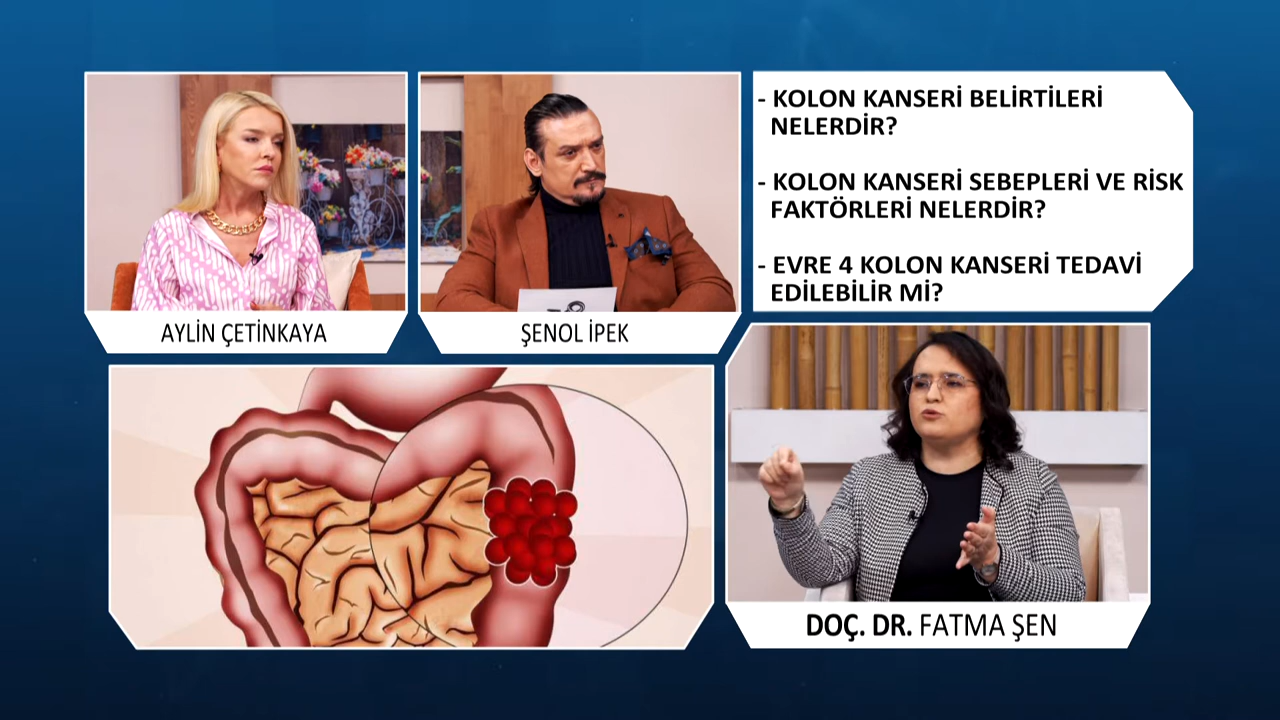 - KOLON KANSERİ BELİRTİLERİ
NELERDİR?
- KOLON KANSERİ SEBEPLERİ VE RİSK
FAKTÖRLERİ NELERDİR?
- EVRE 4 KOLON KANSERİ TEDAVİ
EDİLEBİLİR Mİ?
AYLİN ÇETİNKAYA
ŞENOL İPEK
DOÇ. DR. FATMA ŞEN